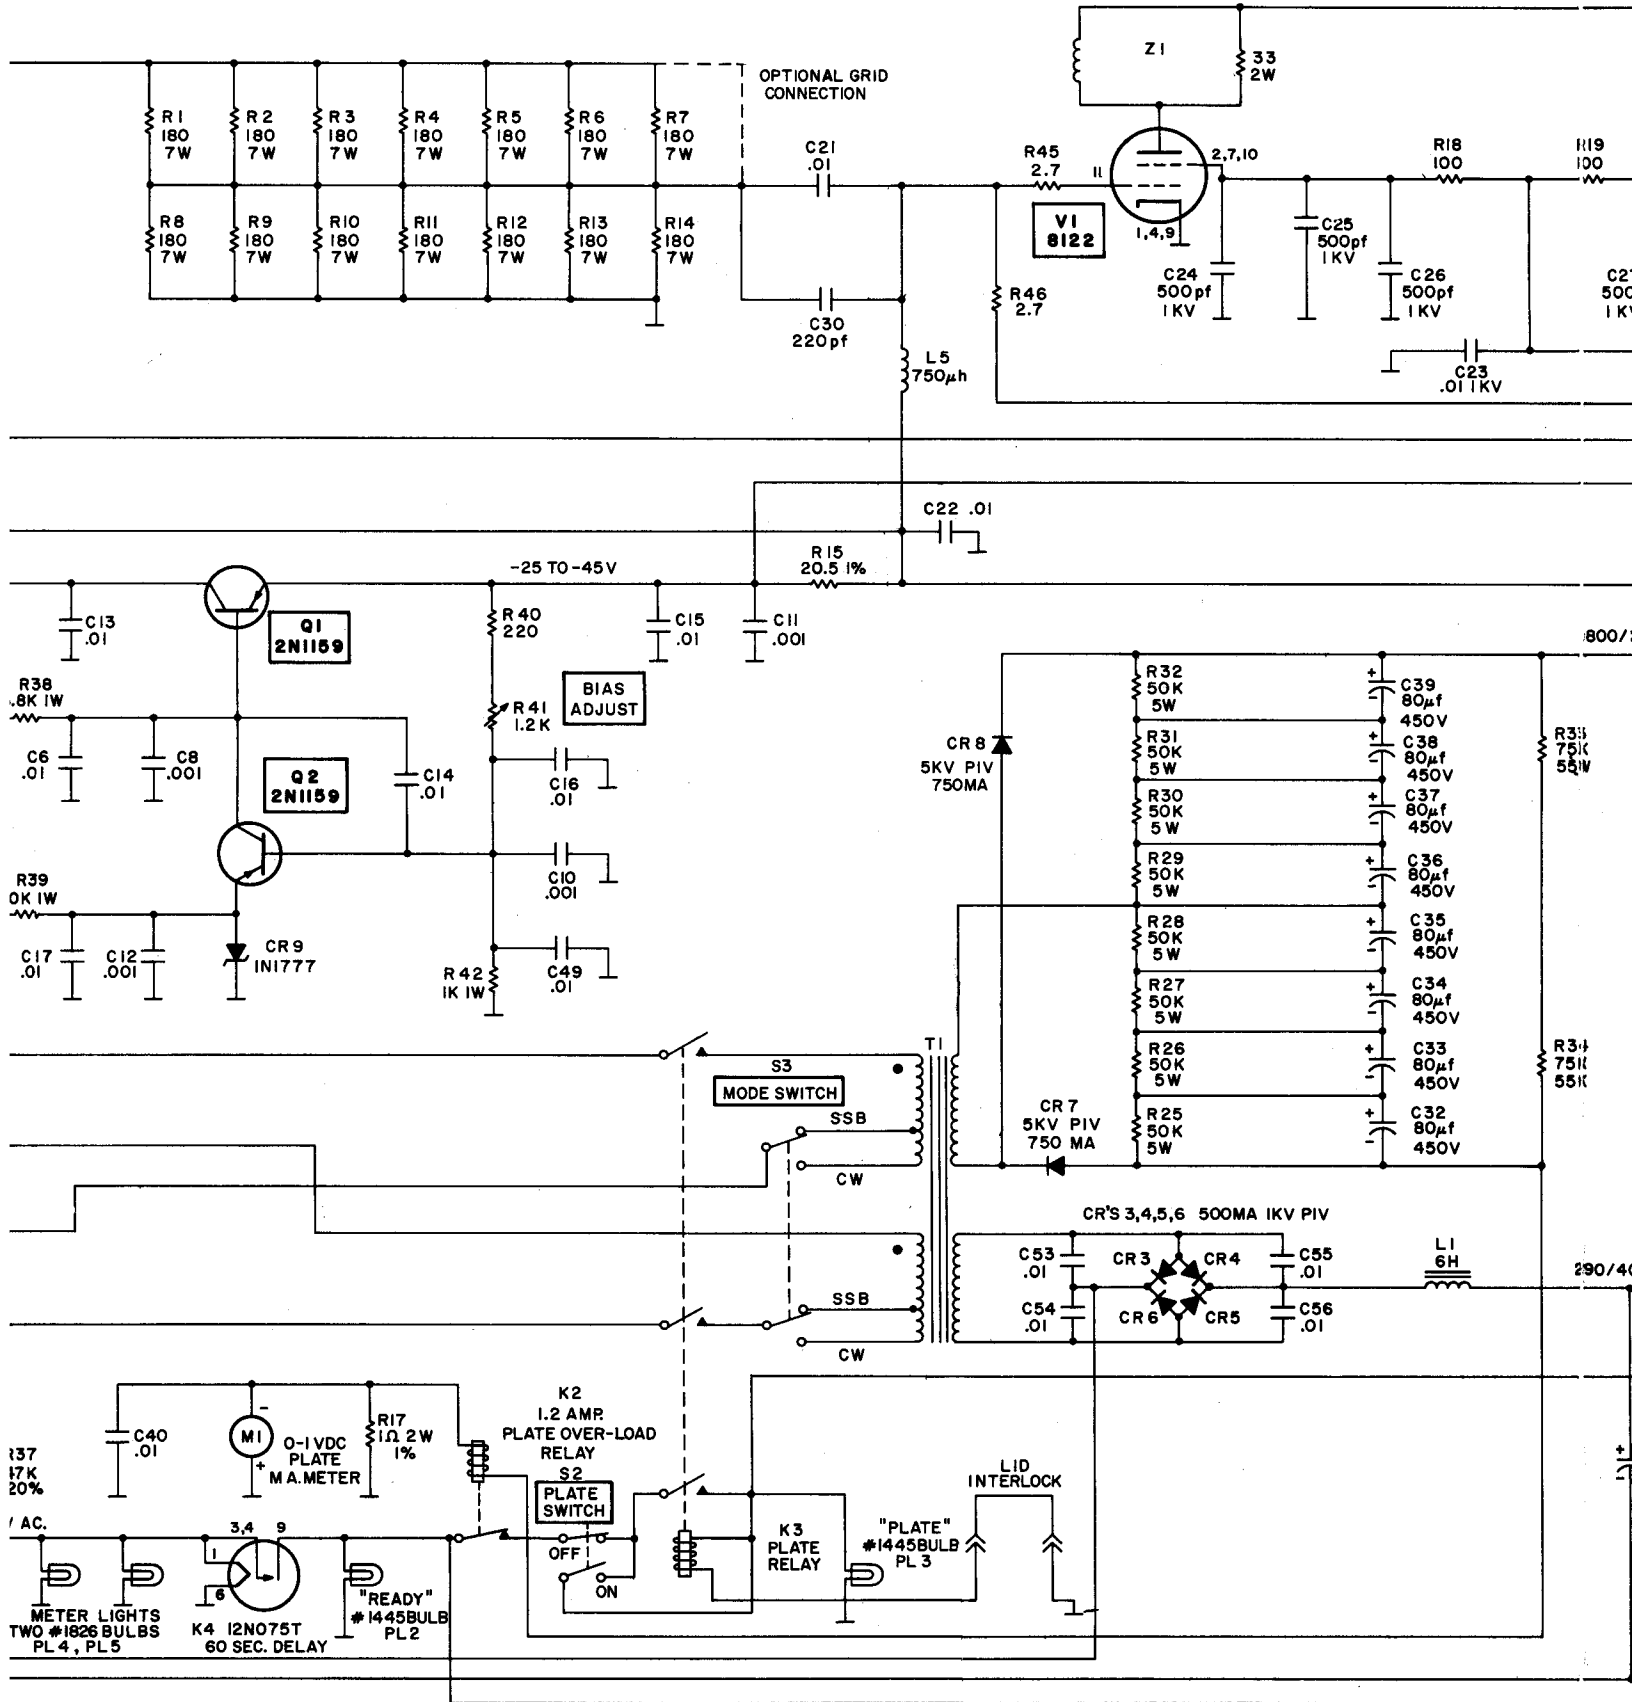 Z1
33
2W
OPTIONAL GRID
CONNECTION
R1
180
7W
R2
180
7W
R3
180
7W
R4
180
7W
R5
180
7W
R6
180
7W
R7
180
7W
C21
.01
R45
2.7
11
2,7,10
R18
100
R19
100
R8
180
7W
R9
180
7W
R10
180
7W
R11
180
7W
R12
180
7W
R13
180
7W
R14
180
7W
V1
8122
1,4,9
C25
500pf
1KV
C24
500pf
1KV
C26
500pf
1KV
R46
2.7
C30
220pf
L5
750µh
C23
.01 1KV
C22 .01
-25 TO -45V
R15
20.5 1%
C13
.01
Q1
2N1159
R40
220
C15
.01
C11
.001
R38
.8K 1W
BIAS
ADJUST
R41
1.2K
R32
50K
5W
C39
80µf
450V
C6
.01
C8
.001
Q2
2N1159
C14
.01
C16
.01
CR8
5KV PIV
750MA
R31
50K
5W
C38
80µf
450V
R30
50K
5W
C37
80µf
450V
R39
0K 1W
C10
.001
R29
50K
5W
C36
80µf
450V
C17
.01
C12
.001
CR9
1N1777
R42
1K 1W
C49
.01
R28
50K
5W
C35
80µf
450V
R27
50K
5W
C34
80µf
450V
S3
MODE SWITCH
T1
R26
50K
5W
C33
80µf
450V
SSB
CW
CR7
5KV PIV
750 MA
R25
50K
5W
C32
80µf
450V
CR'S 3,4,5,6 500MA 1KV PIV
C53
.01
CR3
CR4
C55
.01
L1
6H
C54
.01
CR6
CR5
C56
.01
SSB
CW
K2
1.2 AMP.
PLATE OVER-LOAD
RELAY
C40
.01
M1
-
+
0-1VDC
PLATE
M.A.METER
R17
1Ω 2W
1%
S2
PLATE
SWITCH
LID
INTERLOCK
OFF
ON
K3
PLATE
RELAY
"PLATE"
#1445BULB
PL3
20%
AC.
3,4
9
1
6
METER LIGHTS
TWO #1826 BULBS
PL4, PL5
K4 12N075T
60 SEC. DELAY
"READY"
#1445BULB
PL2